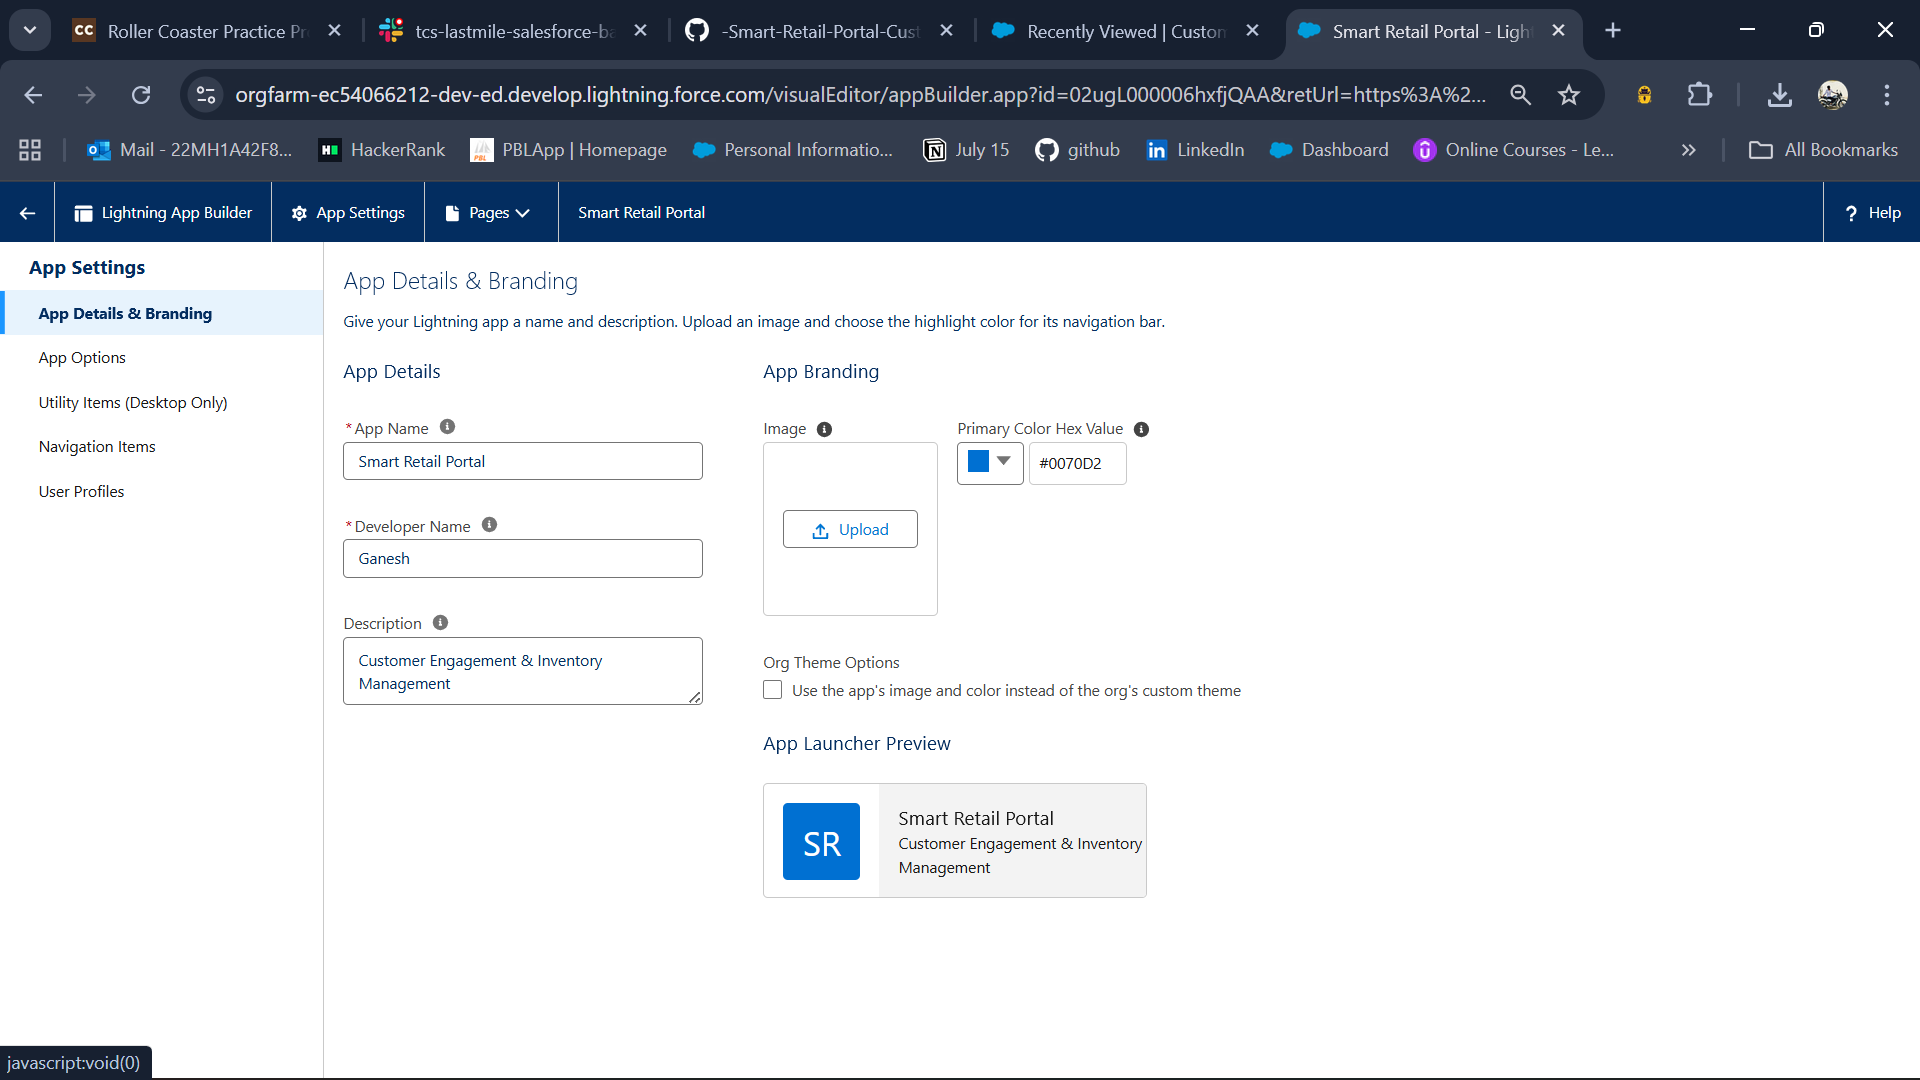 CC Roller Coaster Practice Pr
tcs-lastmile-salesforce-ba
-Smart-Retail-Portal-Cust
Recently Viewed | Custom
Smart Retail Portal - Light
orgfarm-ec54066212-dev-ed.develop.lightning.force.com/visualEditor/appBuilder.app?id=02ugL000006hxfjQAA&retUrl=https%3A%2...
Mail - 22MH1A42F8...
HackerRank
PBLApp | Homepage
Personal Informatio...
July 15
github
LinkedIn
Dashboard
Online Courses - Le...
All Bookmarks
Lightning App Builder
App Settings
Pages
Smart Retail Portal
? Help
App Settings
App Details & Branding
App Options
Utility Items (Desktop Only)
Navigation Items
User Profiles
App Details & Branding
Give your Lightning app a name and description. Upload an image and choose the highlight color for its navigation bar.
App Details
*App Name
Smart Retail Portal
*Developer Name
Ganesh
Description
Customer Engagement & Inventory
Management
App Branding
Image
Upload
Primary Color Hex Value
#0070D2
Org Theme Options
Use the app's image and color instead of the org's custom theme
App Launcher Preview
SR
Smart Retail Portal
Customer Engagement & Inventory
Management
javascript:void(0)